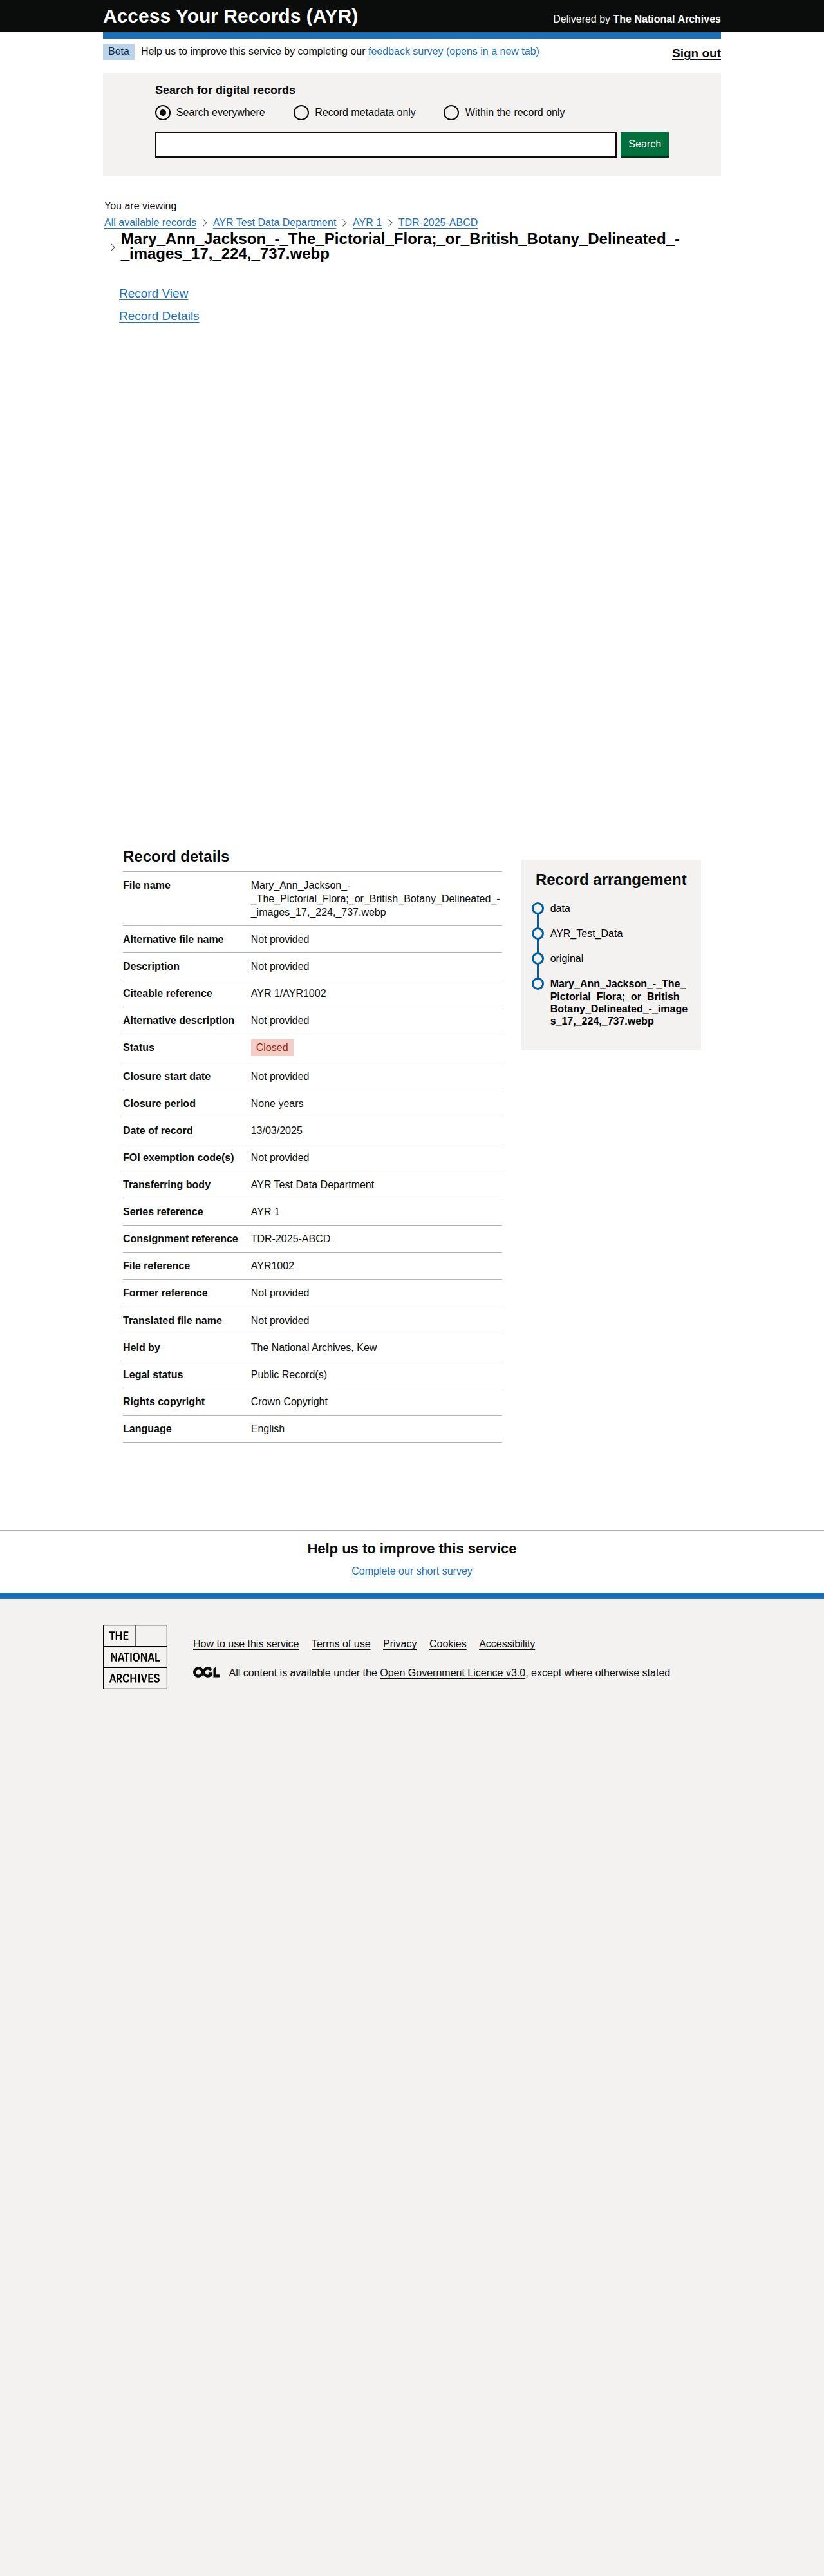 Access Your Records (AYR)
Delivered by The National Archives
Beta Help us to improve this service by completing our feedback survey (opens in a new tab)
Sign out
Search for digital records
Search everywhere Record metadata only Within the record only
Search
You are viewing
All available records AYR Test Data Department AYR 1 TDR-2025-ABCD
Mary_Ann_Jackson_-_The_Pictorial_Flora;_or_British_Botany_Delineated_-
_images_17,_224,_737.webp
Record View
Record Details
Record details
File name Mary_Ann_Jackson_-
_The_Pictorial_Flora;_or_British_Botany_Delineated_-
_images_17,_224,_737.webp
Alternative file name Not provided
Description Not provided
Citeable reference AYR 1/AYR1002
Alternative description Not provided
Status Closed
Closure start date Not provided
Closure period None years
Date of record 13/03/2025
FOI exemption code(s) Not provided
Transferring body AYR Test Data Department
Series reference AYR 1
Consignment reference TDR-2025-ABCD
File reference AYR1002
Former reference Not provided
Translated file name Not provided
Held by The National Archives, Kew
Legal status Public Record(s)
Rights copyright Crown Copyright
Language English
Record arrangement
data
AYR_Test_Data
original
Mary_Ann_Jackson_-_The_
Pictorial_Flora;_or_British_
Botany_Delineated_-_image
s_17,_224,_737.webp
Help us to improve this service
Complete our short survey
THE
NATIONAL
ARCHIVES
How to use this service Terms of use Privacy Cookies Accessibility
OGL All content is available under the Open Government Licence v3.0, except where otherwise stated